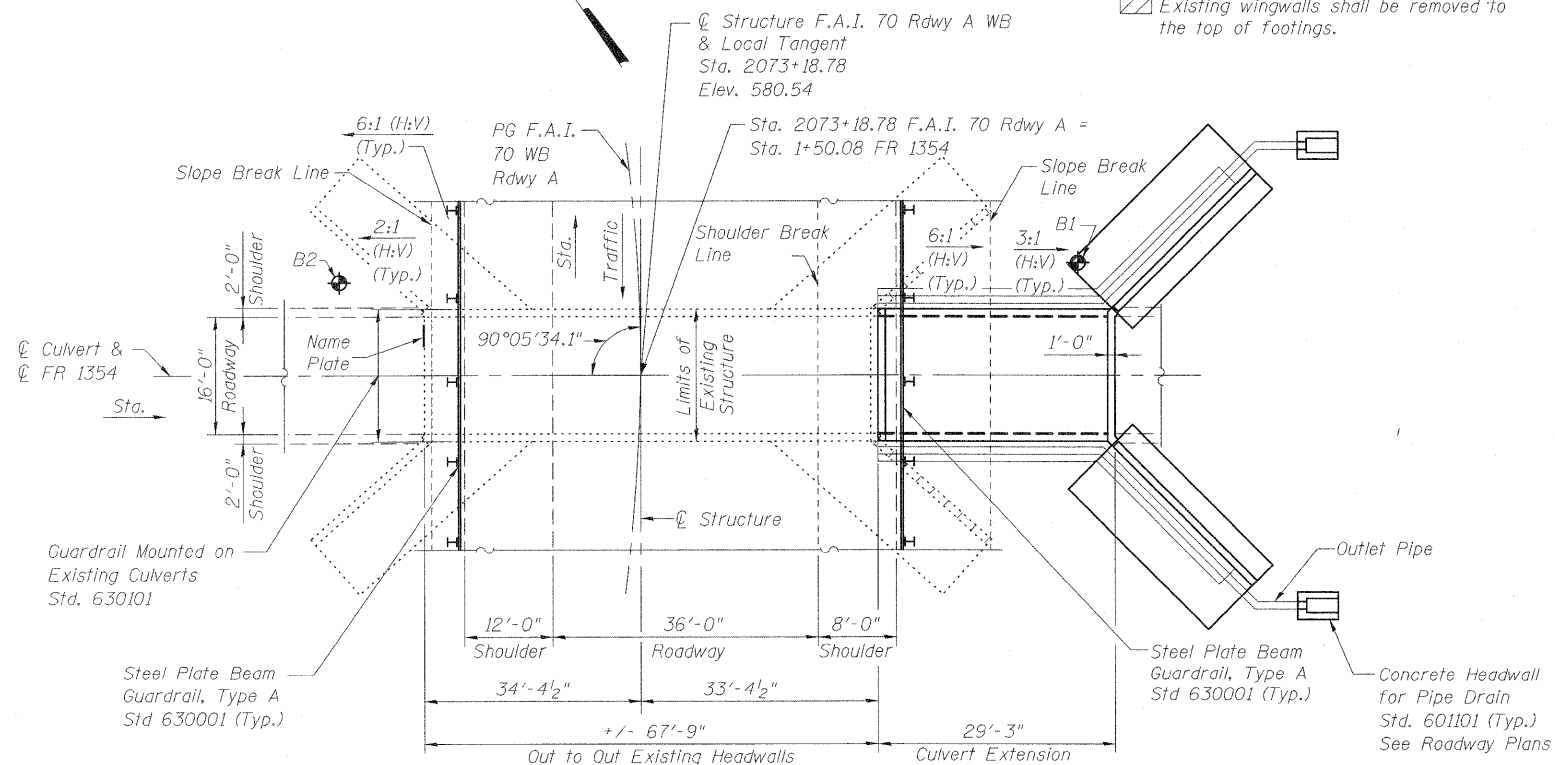 Existing wingwalls shall be removed to
the top of footings.
℄ Structure F.A.I. 70 Rdwy A WB
& Local Tangent
Sta. 2073+18.78
Elev. 580.54
6:1 (H:V)
(Typ.)
PG F.A.I.
70 WB
Rdwy A
Sta. 2073+18.78 F.A.I. 70 Rdwy A =
Sta. 1+50.08 FR 1354
Slope Break Line
Slope Break
Line
2:1
(H:V)
(Typ.)
Sta.
Traffic
Shoulder Break
Line
6:1
(H:V)
(Typ.)
3:1
(H:V)
(Typ.)
B1
B2
2'-0"
Shoulder
℄ Culvert &
℄ FR 1354
16'-0"
Roadway
Name
Plate
90°05'34.1"
Limits of
Existing
Structure
1'-0"
Sta.
2'-0"
Shoulder
℄ Structure
Guardrail Mounted on
Existing Culverts
Std. 630101
Outlet Pipe
12'-0"
Shoulder
36'-0"
Roadway
8'-0"
Shoulder
Steel Plate Beam
Guardrail, Type A
Std 630001 (Typ.)
Steel Plate Beam
Guardrail, Type A
Std 630001 (Typ.)
Concrete Headwall
for Pipe Drain
Std. 601101 (Typ.)
See Roadway Plans
34'-4½"
33'-4½"
+/- 67'-9"
Out to Out Existing Headwalls
29'-3"
Culvert Extension